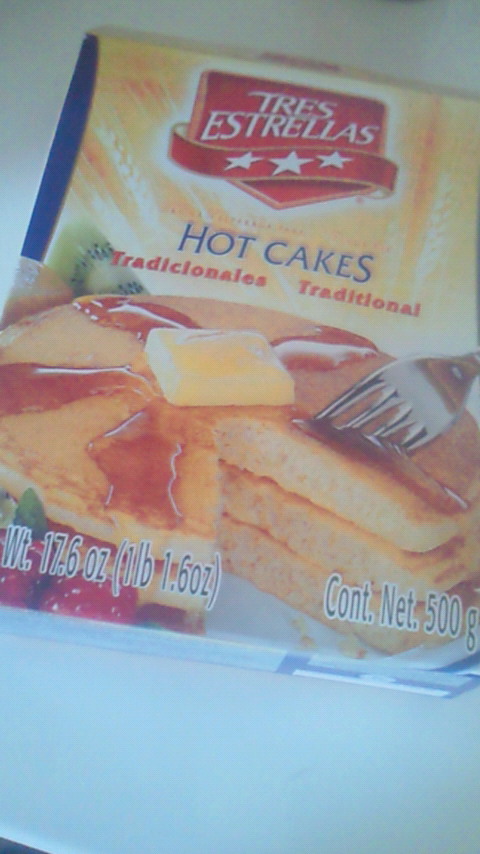 TRES
ESTRELLAS
HOT CAKES
Tradicionales Traditional
Wt. 17.6 oz (1lb 1.6oz)
Cont. Net. 500 g